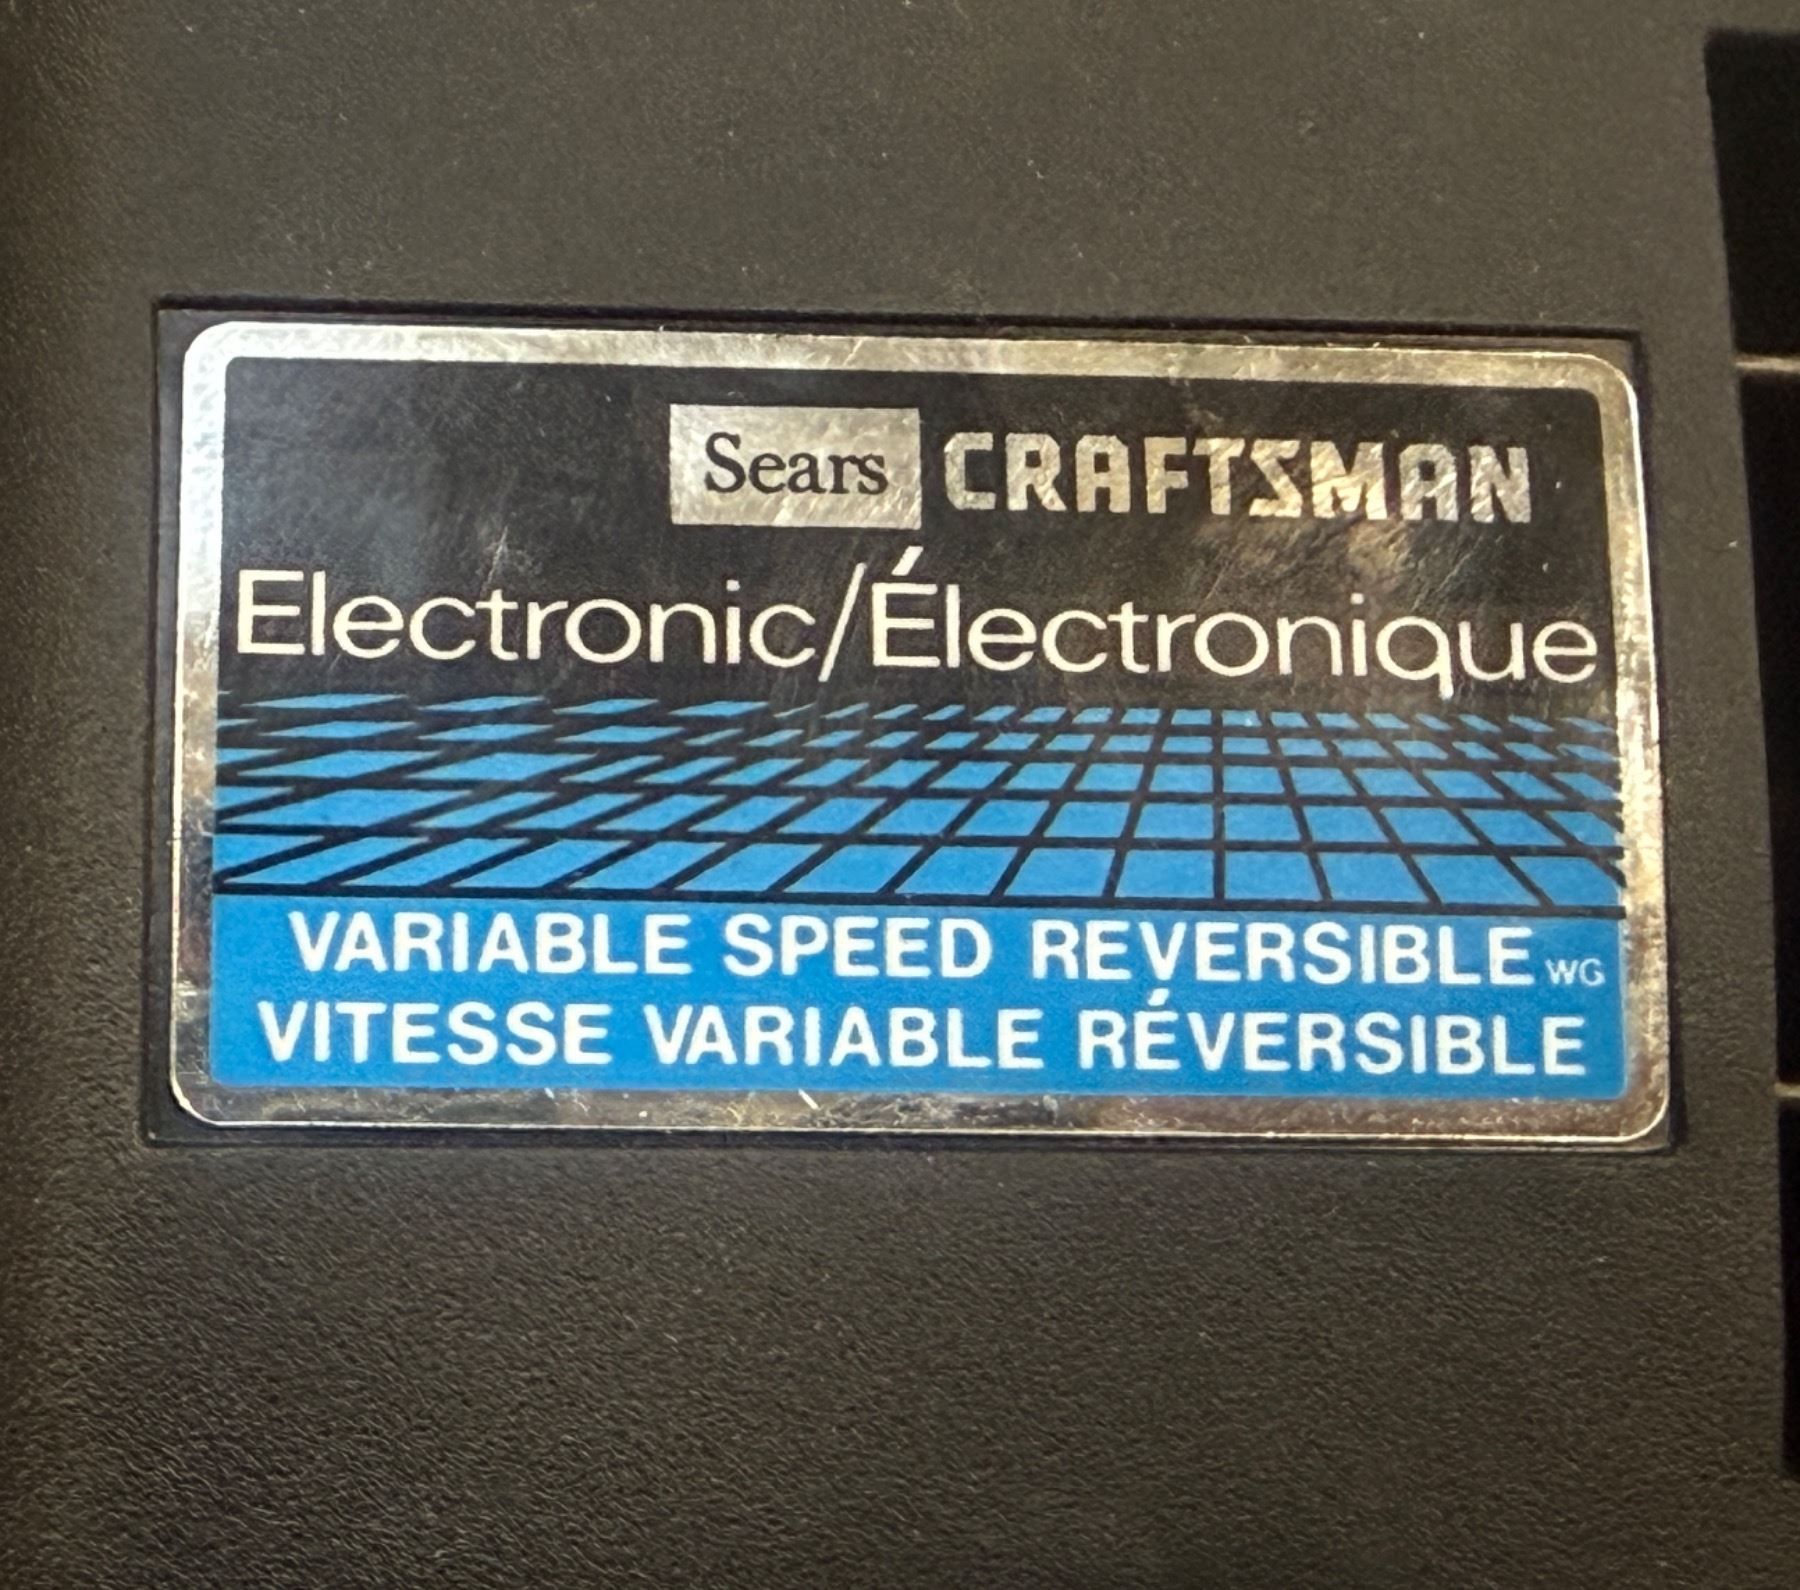 Sears CRAFTSMAN
Electronic/Électronique
VARIABLE SPEED REVERSIBLE WG
VITESSE VARIABLE RÉVERSIBLE